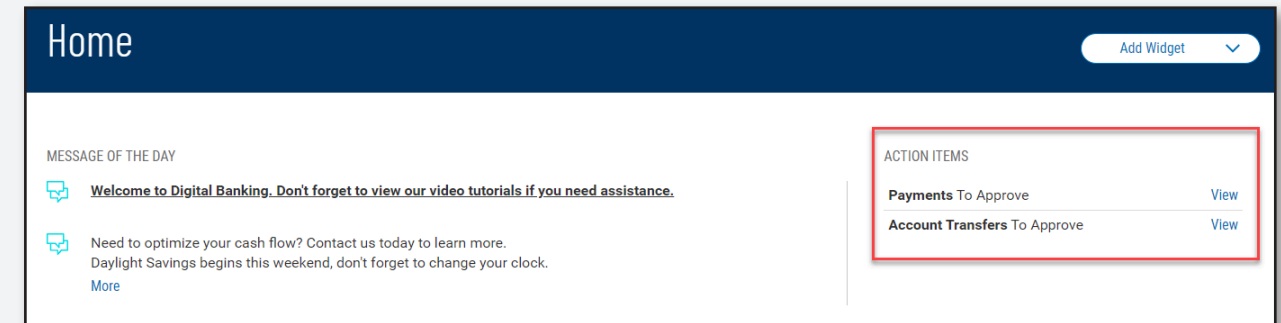 Home
Add Widget
MESSAGE OF THE DAY
Welcome to Digital Banking. Don't forget to view our video tutorials if you need assistance.
Need to optimize your cash flow? Contact us today to learn more.
Daylight Savings begins this weekend, don't forget to change your clock.
More
ACTION ITEMS
Payments To Approve View
Account Transfers To Approve View